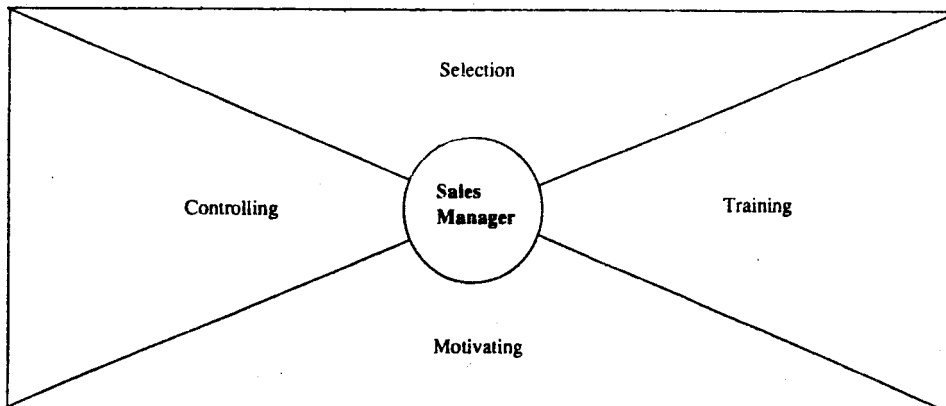 Selection
Controlling
Sales
Manager
Training
Motivating